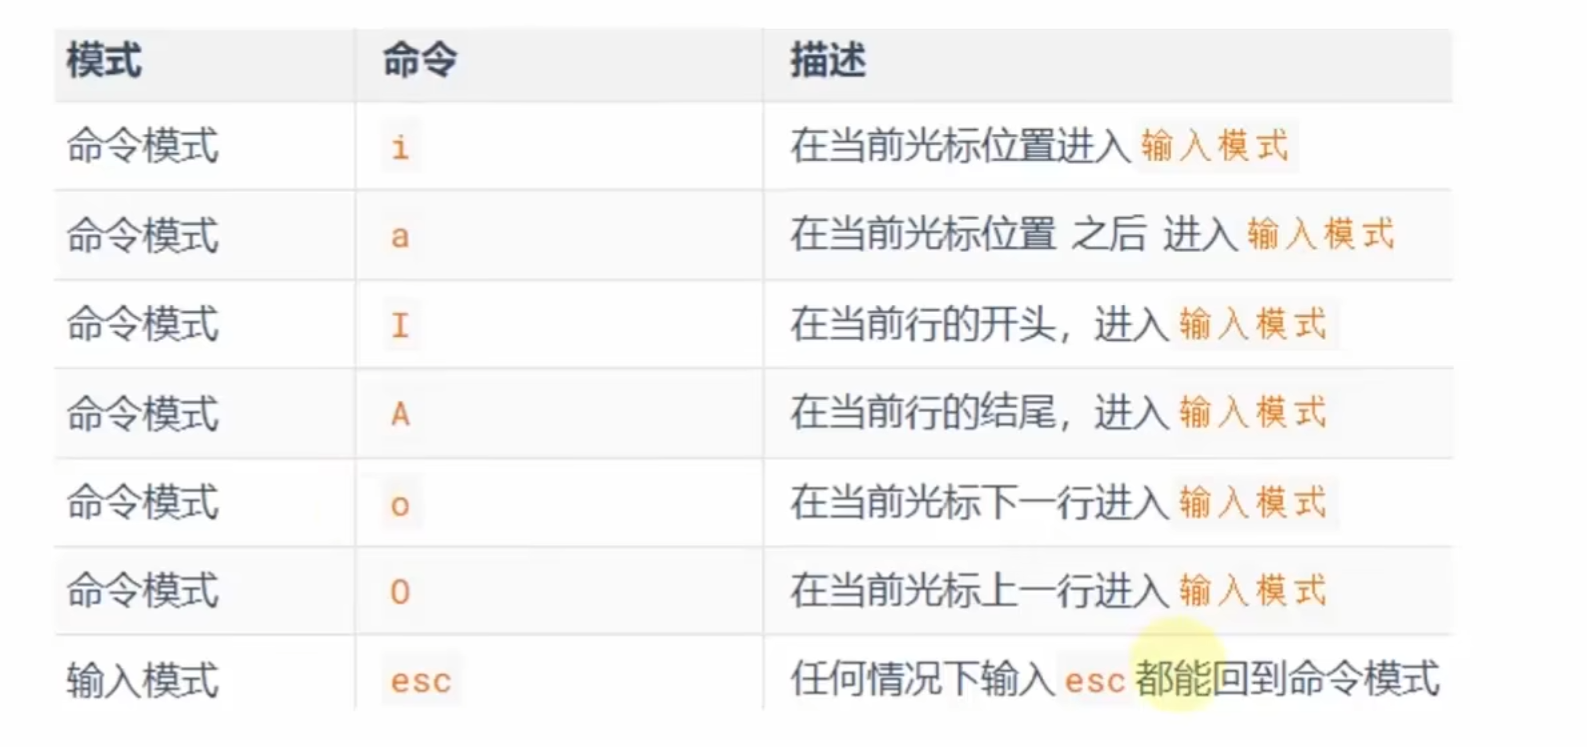 模式 命令 描述
命令模式 i 在当前光标位置进入 输入模式
命令模式 a 在当前光标位置 之后 进入 输入模式
命令模式 I 在当前行的开头，进入 输入模式
命令模式 A 在当前行的结尾，进入 输入模式
命令模式 o 在当前光标下一行进入 输入模式
命令模式 O 在当前光标上一行进入 输入模式
输入模式 esc 任何情况下输入 esc 都能回到命令模式